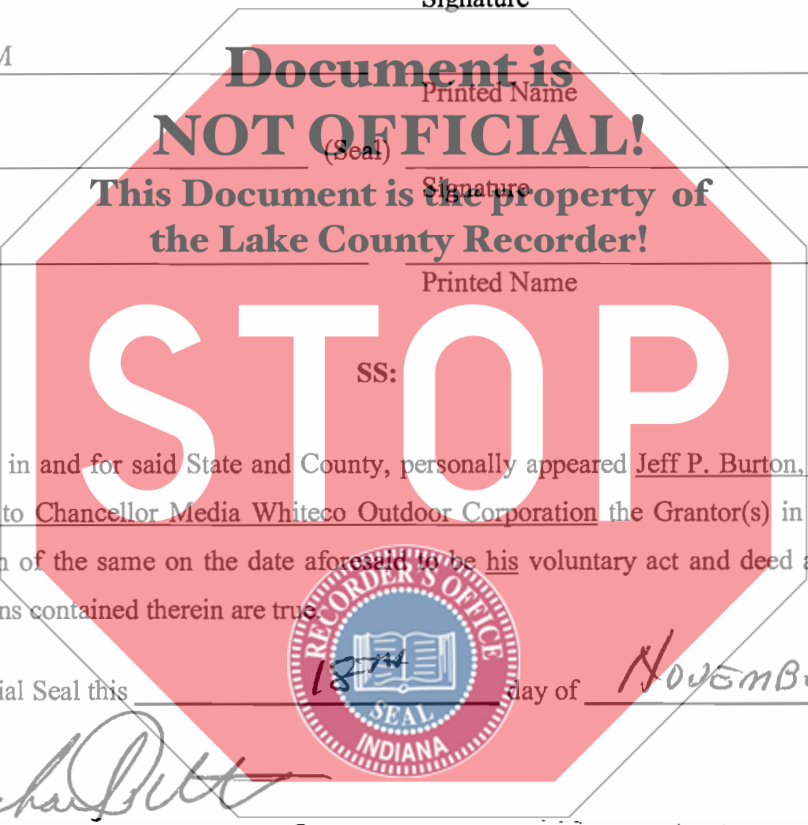 Signature
M
Document is
Printed Name
NOT OFFICIAL!
(Seal)
This Document is the property of
Signature
the Lake County Recorder!
Printed Name
STOP
SS:
in and for said State and County, personally appeared Jeff P. Burton,
to Chancellor Media Whiteco Outdoor Corporation the Grantor(s) in
n of the same on the date aforesaid to be his voluntary act and deed a
ns contained therein are true.
RECORDER'S OFFICE
ial Seal this 18TH day of NOVEMB
SEAL
INDIANA